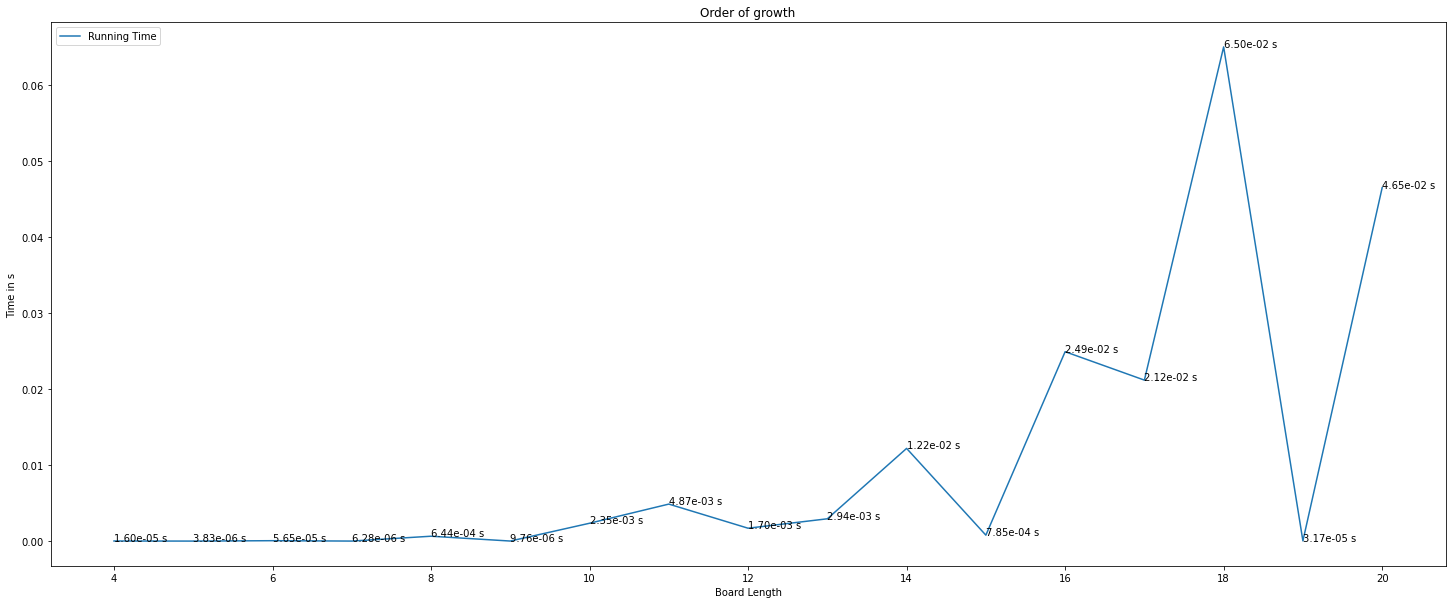 Order of growth
Running Time
6.50e-02 s
0.06
0.05
4.65e-02 s
0.04
0.03
Time in s
2.49e-02 s
2.12e-02 s
0.02
1.22e-02 s
0.01
4.87e-03 s
2.35e-03 s
2.94e-03 s
1.70e-03 s
6.44e-04 s
7.85e-04 s
0.00
1.60e-05 s
3.83e-06 s
5.65e-05 s
6.28e-06 s
9.76e-06 s
3.17e-05 s
4 6 8 10 12 14 16 18 20
Board Length